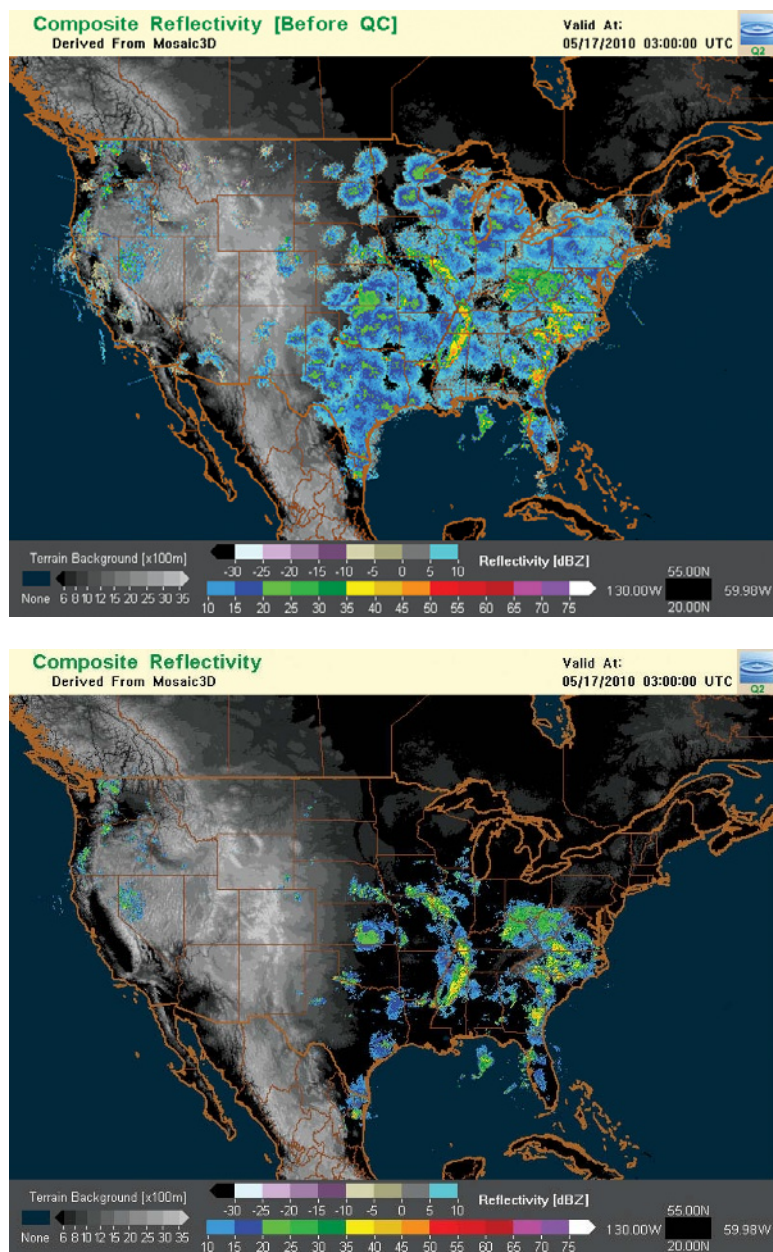 Composite Reflectivity [Before QC]
Derived From Mosaic3D
Valid At:
05/17/2010 03:00:00 UTC
Q2
Terrain Background [x100m]
None 6 8 10 12 15 20 25 30 35
-30 -25 -20 -15 -10 -5 0 5 10
Reflectivity [dBZ]
10 15 20 25 30 35 40 45 50 55 60 65 70 75
130.00W
55.00N
20.00N
59.98W
Composite Reflectivity
Derived From Mosaic3D
Valid At:
05/17/2010 03:00:00 UTC
Q2
Terrain Background [x100m]
None 6 8 10 12 15 20 25 30 35
-30 -25 -20 -15 -10 -5 0 5 10
Reflectivity [dBZ]
10 15 20 25 30 35 40 45 50 55 60 65 70 75
130.00W
55.00N
20.00N
59.98W